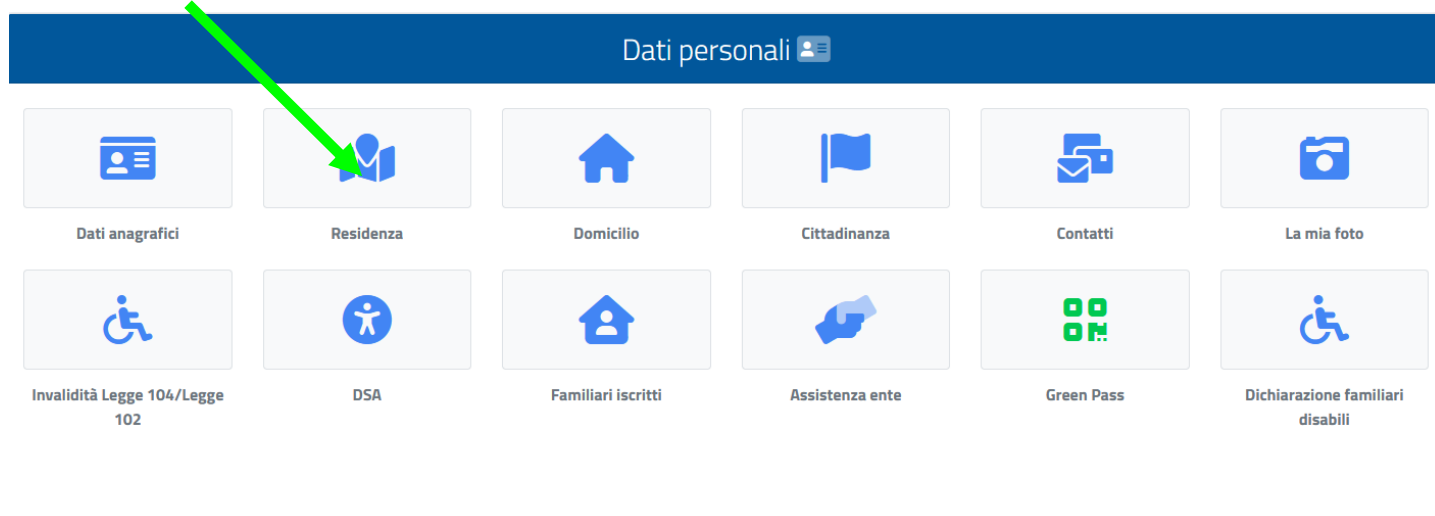 Dati personali
Dati anagrafici
Residenza
Domicilio
Cittadinanza
Contatti
La mia foto
Invalidità Legge 104/Legge
102
DSA
Familiari iscritti
Assistenza ente
Green Pass
Dichiarazione familiari
disabili